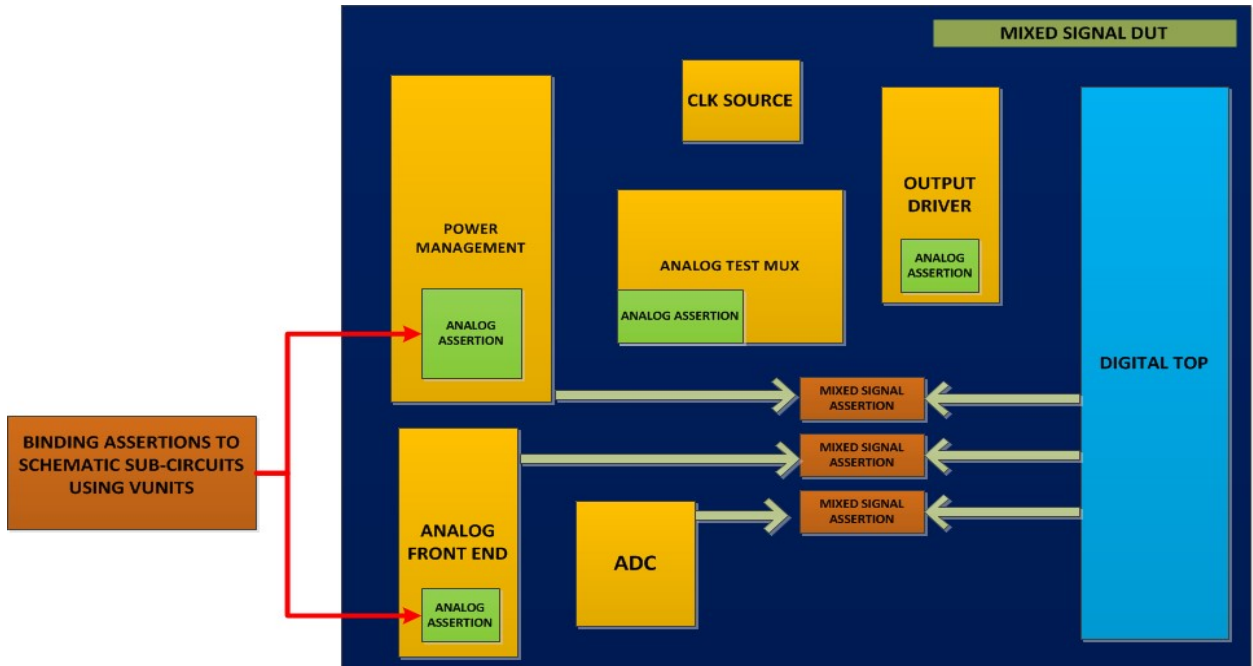 MIXED SIGNAL DUT
CLK SOURCE
POWER
MANAGEMENT
ANALOG
ASSERTION
ANALOG TEST MUX
ANALOG ASSERTION
OUTPUT
DRIVER
ANALOG
ASSERTION
DIGITAL TOP
MIXED SIGNAL
ASSERTION
MIXED SIGNAL
ASSERTION
MIXED SIGNAL
ASSERTION
BINDING ASSERTIONS TO
SCHEMATIC SUB-CIRCUITS
USING VUNITS
ANALOG
FRONT END
ANALOG
ASSERTION
ADC